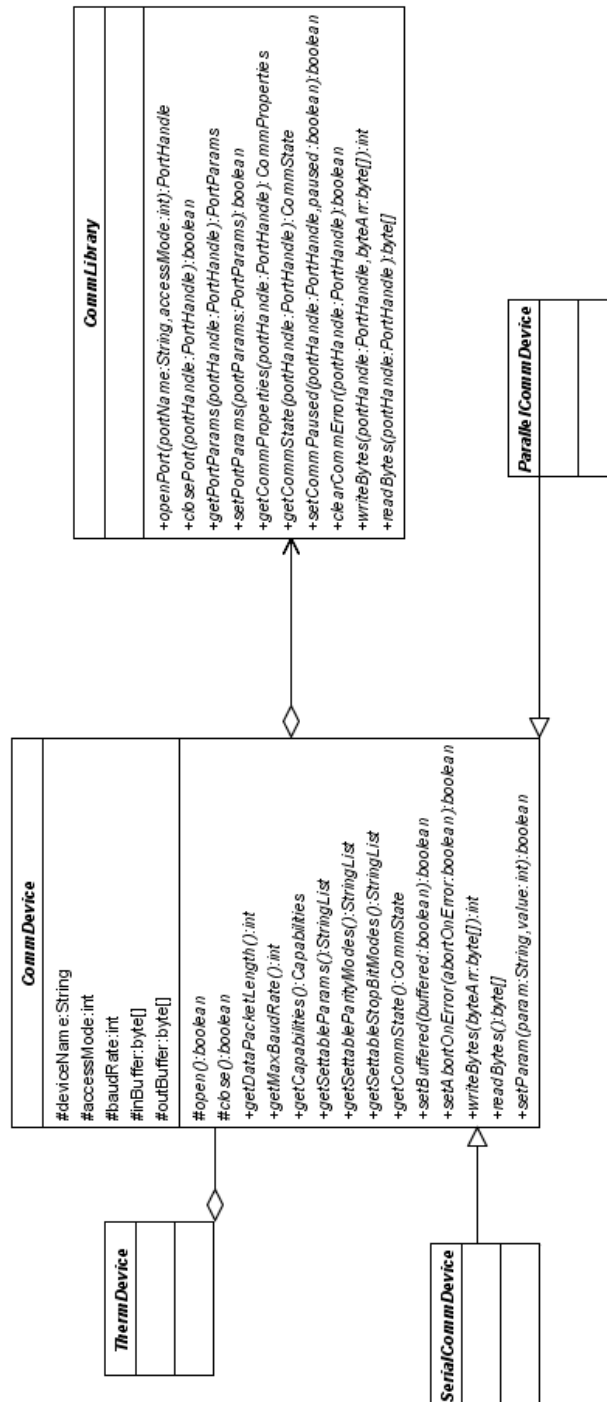 CommLibrary
+openPort(portName:String,accessMode:int):PortHandle
+closePort(portHandle:PortHandle):boolean
+getPortParams(portHandle:PortHandle):PortParams
+setPortParams(portParams:PortParams):boolean
+getCommProperties(portHandle:PortHandle):CommProperties
+getCommState(portHandle:PortHandle):CommState
+setCommPaused(portHandle:PortHandle,paused:boolean):boolean
+clearCommError(portHandle:PortHandle):boolean
+writeBytes(portHandle:PortHandle,byteArr:byte[]):int
+readBytes(portHandle:PortHandle):byte[]
ParallelCommDevice
CommDevice
#deviceName:String
#accessMode:int
#baudRate:int
#inBuffer:byte[]
#outBuffer:byte[]
#open():boolean
#close():boolean
+getDataPacketLength():int
+getMaxBaudRate():int
+getCapabilities():Capabilities
+getSettableParams():StringList
+getSettableParityModes():StringList
+getSettableStopBitModes():StringList
+getCommState():CommState
+setBuffered(buffered:boolean):boolean
+setAbortOnError(abortOnError:boolean):boolean
+writeBytes(byteArr:byte[]):int
+readBytes():byte[]
+setParam(param:String,value:int):boolean
ThermDevice
SerialCommDevice